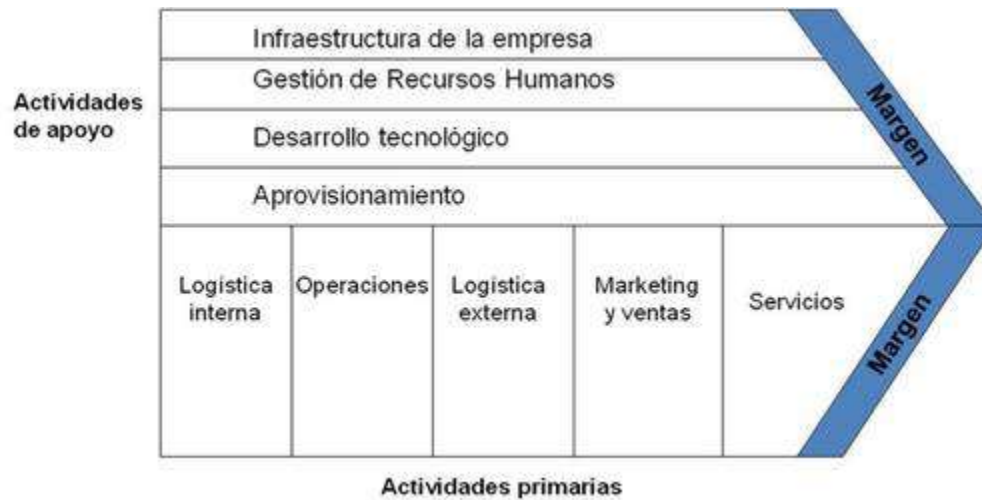 Infraestructura de la empresa
Gestión de Recursos Humanos
Actividades
de apoyo
Desarrollo tecnológico
Aprovisionamiento
Margen
Logística
interna
Operaciones
Logística
externa
Marketing
y ventas
Servicios
Margen
Actividades primarias